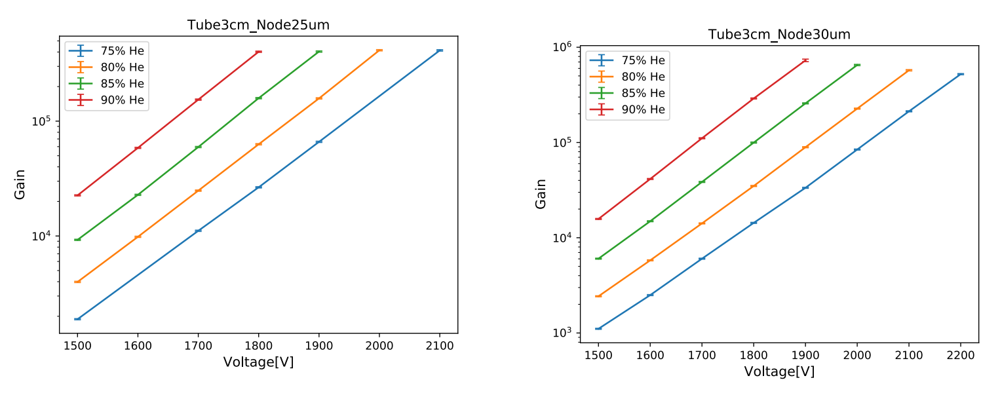 Tube3cm_Node25um
75% He
80% He
85% He
90% He
10^5
10^4
Gain
1500 1600 1700 1800 1900 2000 2100
Voltage[V]
Tube3cm_Node30um
75% He
80% He
85% He
90% He
10^6
10^5
10^4
10^3
Gain
1500 1600 1700 1800 1900 2000 2100 2200
Voltage[V]